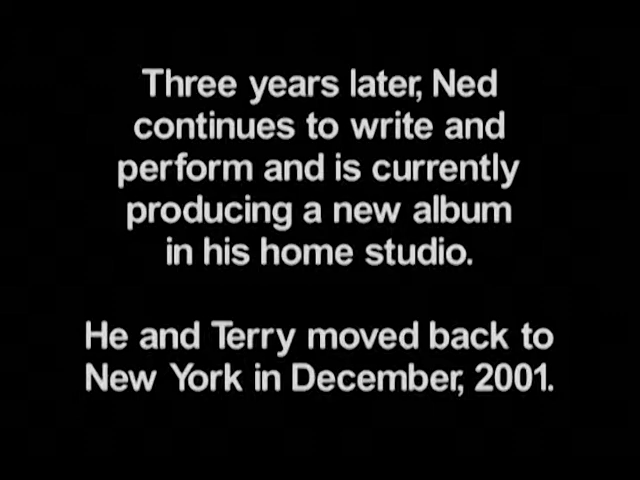 Three years later, Ned
continues to write and
perform and is currently
producing a new album
in his home studio.
He and Terry moved back to
New York in December, 2001.